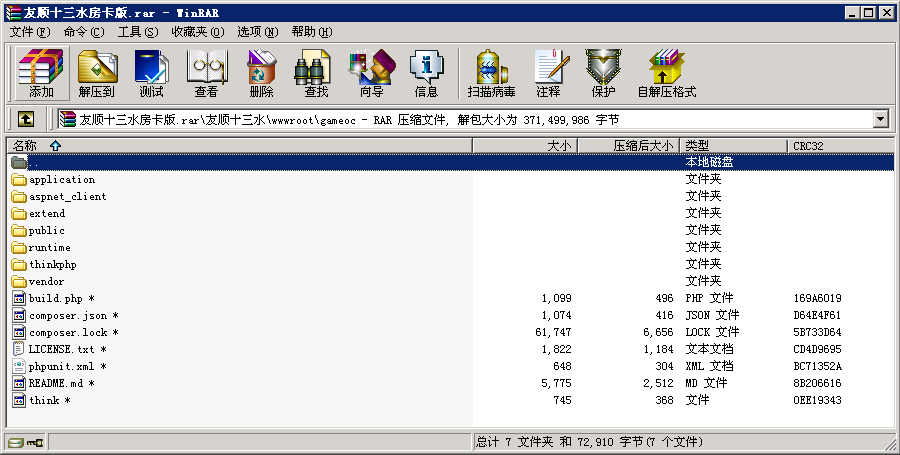 友顺十三水房卡版.rar - WinRAR
文件(F) 命令(C) 工具(S) 收藏夹(O) 选项(N) 帮助(H)
添加 解压到 测试 查看 删除 查找 向导 信息 扫描病毒 注释 保护 自解压格式
友顺十三水房卡版.rar\友顺十三水\wwwroot\gameoc - RAR 压缩文件, 解包大小为 371,499,986 字节
名称 大小 压缩后大小 类型 CRC32
.. 本地磁盘
application 文件夹
aspnet_client 文件夹
extend 文件夹
public 文件夹
runtime 文件夹
thinkphp 文件夹
vendor 文件夹
build.php * 1,099 496 PHP 文件 169A6019
composer.json * 1,074 416 JSON 文件 D64E4F61
composer.lock * 61,747 6,656 LOCK 文件 5B733D64
LICENSE.txt * 1,822 1,184 文本文档 CD4D9695
phpunit.xml * 648 304 XML 文档 BC71352A
README.md * 5,775 2,512 MD 文件 8B206616
think * 745 368 文件 0EE19343
总计 7 文件夹 和 72,910 字节(7 个文件)